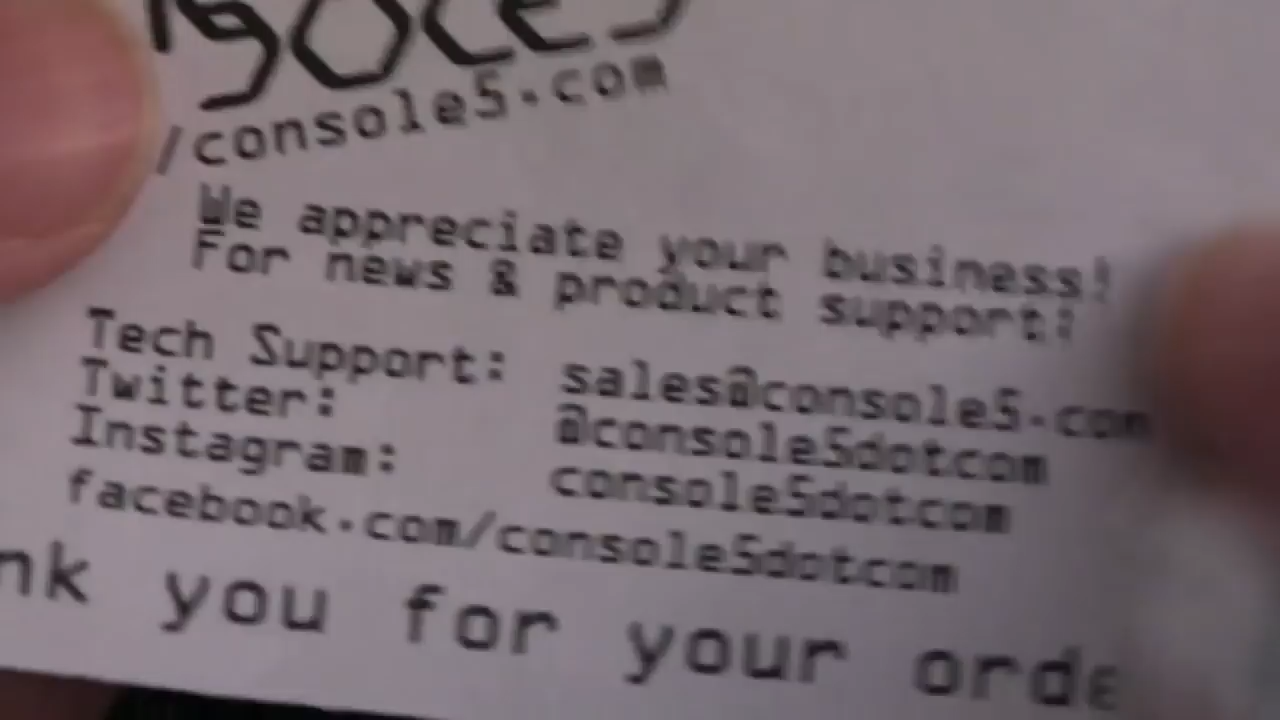 /console5.com
We appreciate your business!
For news & product support:
Tech Support: sales@console5.com
Twitter: @console5dotcom
Instagram: console5dotcom
facebook.com/console5dotcom
nk you for your orde